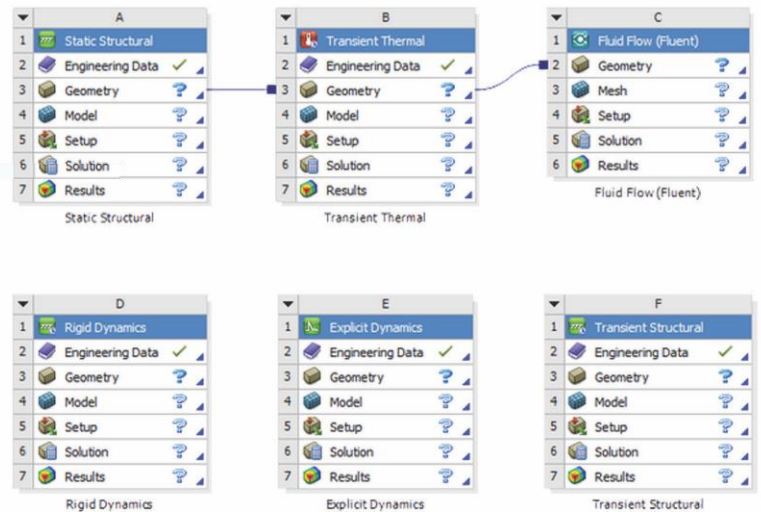 A
1 Static Structural
2 Engineering Data
3 Geometry
4 Model
5 Setup
6 Solution
7 Results
Static Structural
B
1 Transient Thermal
2 Engineering Data
3 Geometry
4 Model
5 Setup
6 Solution
7 Results
Transient Thermal
C
1 Fluid Flow (Fluent)
2 Geometry
3 Mesh
4 Setup
5 Solution
6 Results
Fluid Flow (Fluent)
D
1 Rigid Dynamics
2 Engineering Data
3 Geometry
4 Model
5 Setup
6 Solution
7 Results
Rigid Dynamics
E
1 Explicit Dynamics
2 Engineering Data
3 Geometry
4 Model
5 Setup
6 Solution
7 Results
Explicit Dynamics
F
1 Transient Structural
2 Engineering Data
3 Geometry
4 Model
5 Setup
6 Solution
7 Results
Transient Structural